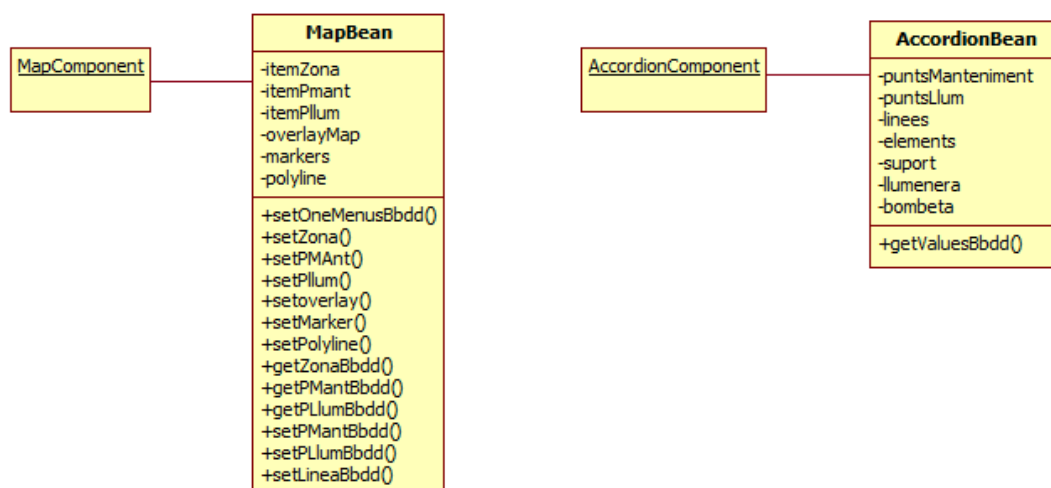 MapComponent
MapBean
-itemZona
-itemPmant
-itemPllum
-overlayMap
-markers
-polyline
+setOneMenusBbdd()
+setZona()
+setPMAnt()
+setPllum()
+setoverlay()
+setMarker()
+setPolyline()
+getZonaBbdd()
+getPMantBbdd()
+getPLlumBbdd()
+setPMantBbdd()
+setPLlumBbdd()
+setLineaBbdd()
AccordionComponent
AccordionBean
-puntsManteniment
-puntsLlum
-linees
-elements
-suport
-llumenera
-bombeta
+getValuesBbdd()